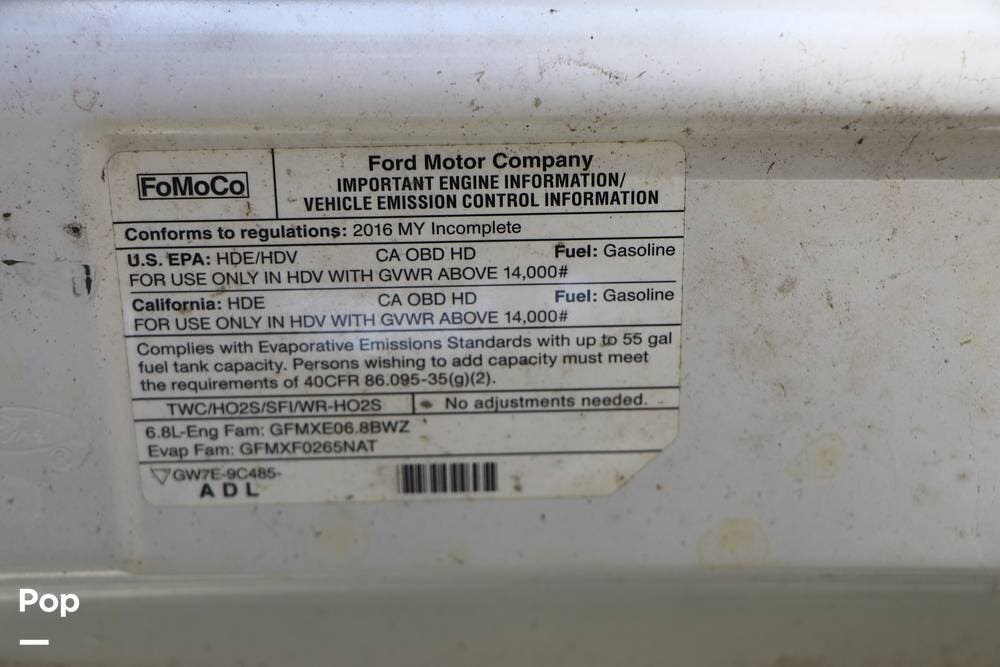 FoMoCo
Ford Motor Company
IMPORTANT ENGINE INFORMATION/
VEHICLE EMISSION CONTROL INFORMATION
Conforms to regulations: 2016 MY Incomplete
U.S. EPA: HDE/HDV CA OBD HD Fuel: Gasoline
FOR USE ONLY IN HDV WITH GVWR ABOVE 14,000#
California: HDE CA OBD HD Fuel: Gasoline
FOR USE ONLY IN HDV WITH GVWR ABOVE 14,000#
Complies with Evaporative Emissions Standards with up to 55 gal
fuel tank capacity. Persons wishing to add capacity must meet
the requirements of 40CFR 86.095-35(g)(2).
TWC/HO2S/SFI/WR-HO2S No adjustments needed.
6.8L-Eng Fam: GFMXE06.8BWZ
Evap Fam: GFMXF0265NAT
GW7E-9C485-
ADL
Pop